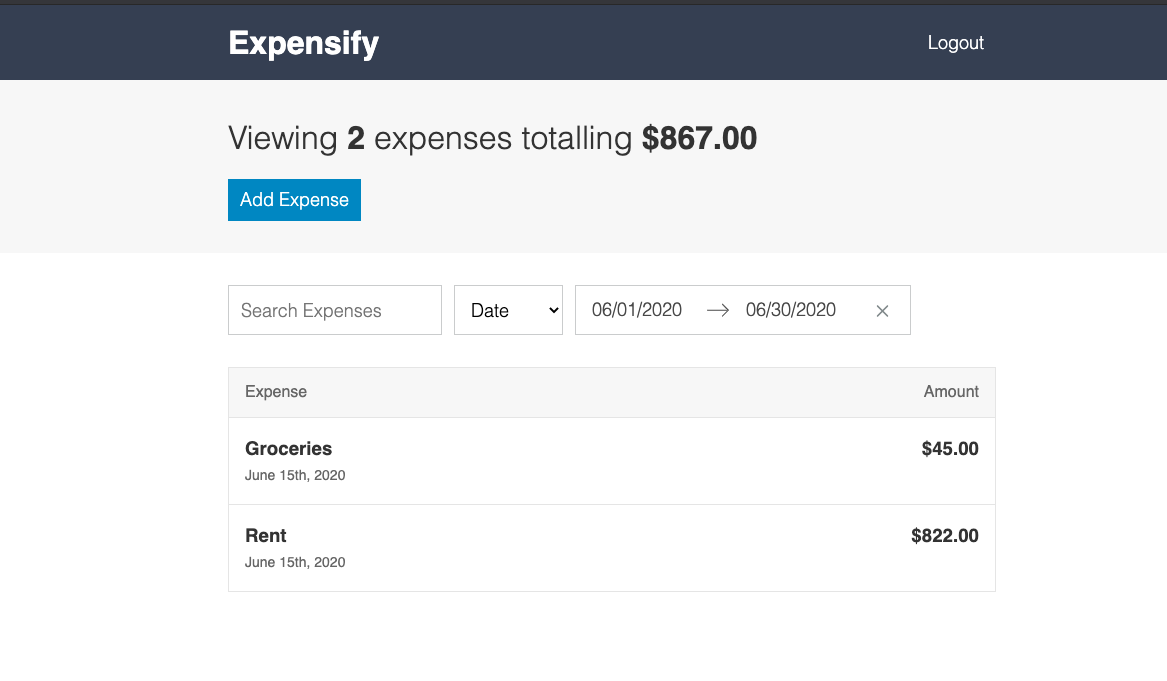 Expensify
Logout
Viewing 2 expenses totalling $867.00
Add Expense
Search Expenses
Date
06/01/2020
06/30/2020
Expense
Amount
Groceries
$45.00
June 15th, 2020
Rent
$822.00
June 15th, 2020